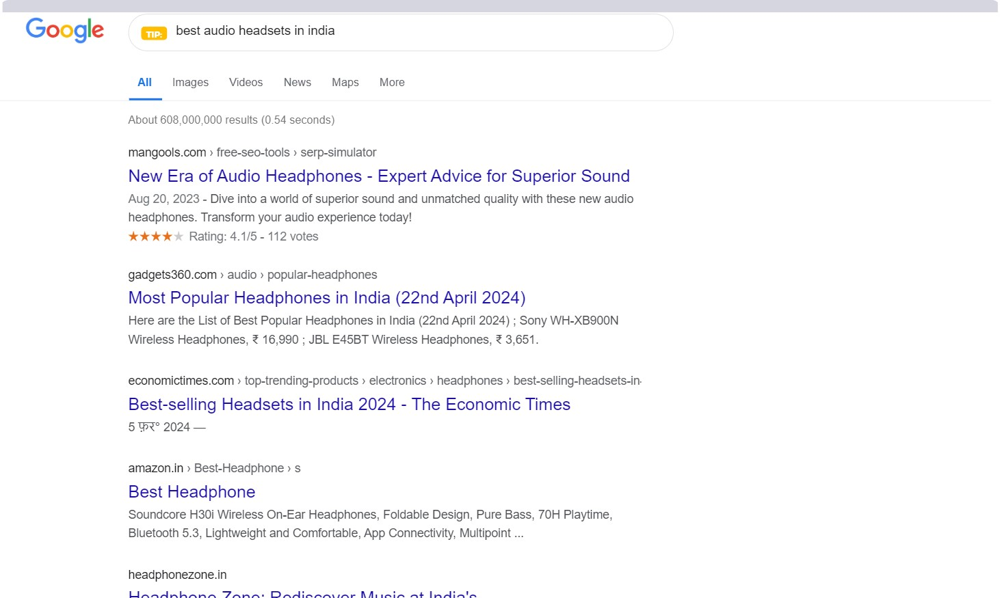 Google
TIP: best audio headsets in india
All Images Videos News Maps More
About 608,000,000 results (0.54 seconds)
mangools.com › free-seo-tools › serp-simulator
New Era of Audio Headphones - Expert Advice for Superior Sound
Aug 20, 2023 - Dive into a world of superior sound and unmatched quality with these new audio
headphones. Transform your audio experience today!
Rating: 4.1/5 - 112 votes
gadgets360.com › audio › popular-headphones
Most Popular Headphones in India (22nd April 2024)
Here are the List of Best Popular Headphones in India (22nd April 2024) ; Sony WH-XB900N
Wireless Headphones, ₹ 16,990 ; JBL E45BT Wireless Headphones, ₹ 3,651.
economictimes.com › top-trending-products › electronics › headphones › best-selling-headsets-in-
Best-selling Headsets in India 2024 - The Economic Times
5 फ़र॰ 2024 —
amazon.in › Best-Headphone › s
Best Headphone
Soundcore H30i Wireless On-Ear Headphones, Foldable Design, Pure Bass, 70H Playtime,
Bluetooth 5.3, Lightweight and Comfortable, App Connectivity, Multipoint ...
headphonezone.in
Headphone Zone: Rediscover Music at India's